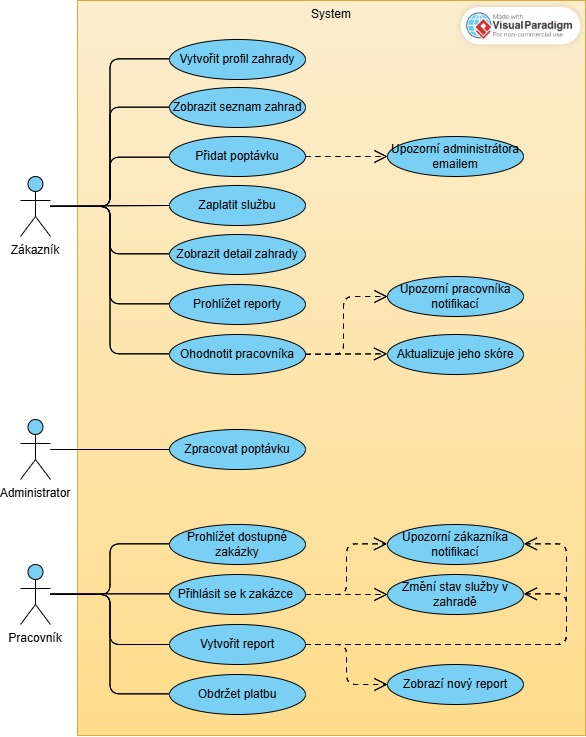 System
Made with
Visual Paradigm
For non-commercial use
Vytvořit profil zahrady
Zobrazit seznam zahrad
Přidat poptávku
Upozorní administrátora
emailem
Zaplatit službu
Zákazník
Zobrazit detail zahrady
Upozorní pracovníka
notifikací
Prohlížet reporty
Ohodnotit pracovníka
Aktualizuje jeho skóre
Zpracovat poptávku
Administrator
Prohlížet dostupné
zakázky
Upozorní zákazníka
notifikací
Přihlásit se k zakázce
Změní stav služby v
zahradě
Pracovník
Vytvořit report
Zobrazí nový report
Obdržet platbu